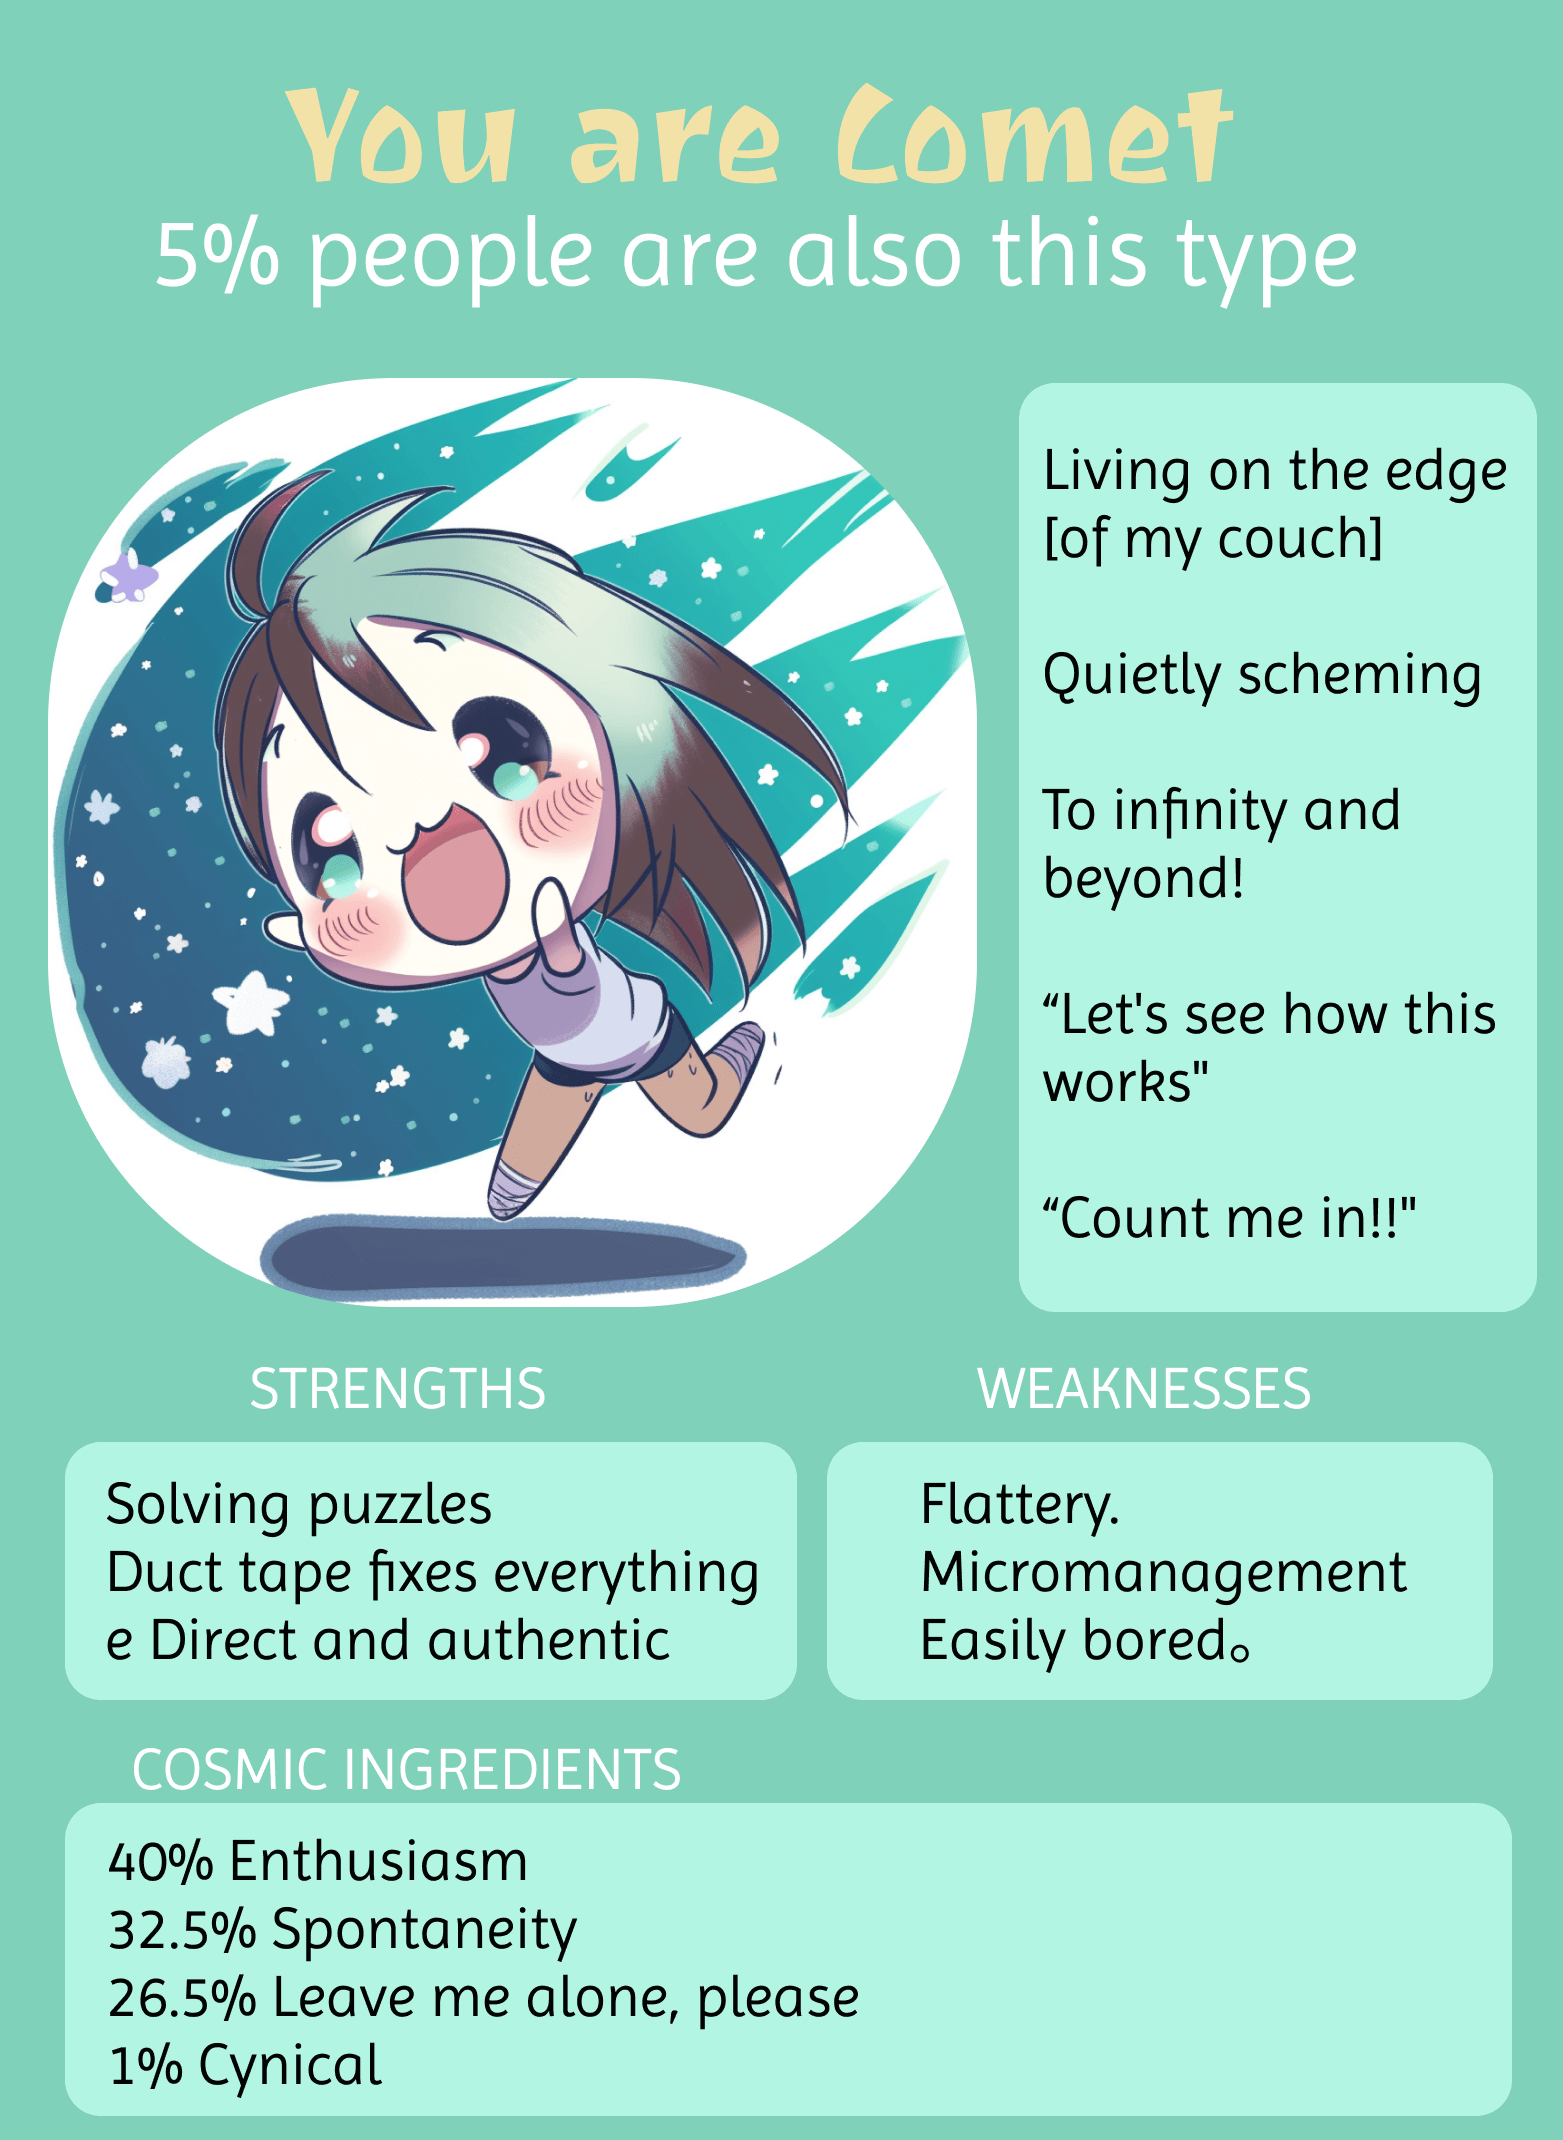 You are Comet
5% people are also this type
Living on the edge
[of my couch]
Quietly scheming
To infinity and
beyond!
“Let's see how this
works"
“Count me in!!"
STRENGTHS
Solving puzzles
Duct tape fixes everything
e Direct and authentic
WEAKNESSES
Flattery.
Micromanagement
Easily bored。
COSMIC INGREDIENTS
40% Enthusiasm
32.5% Spontaneity
26.5% Leave me alone, please
1% Cynical